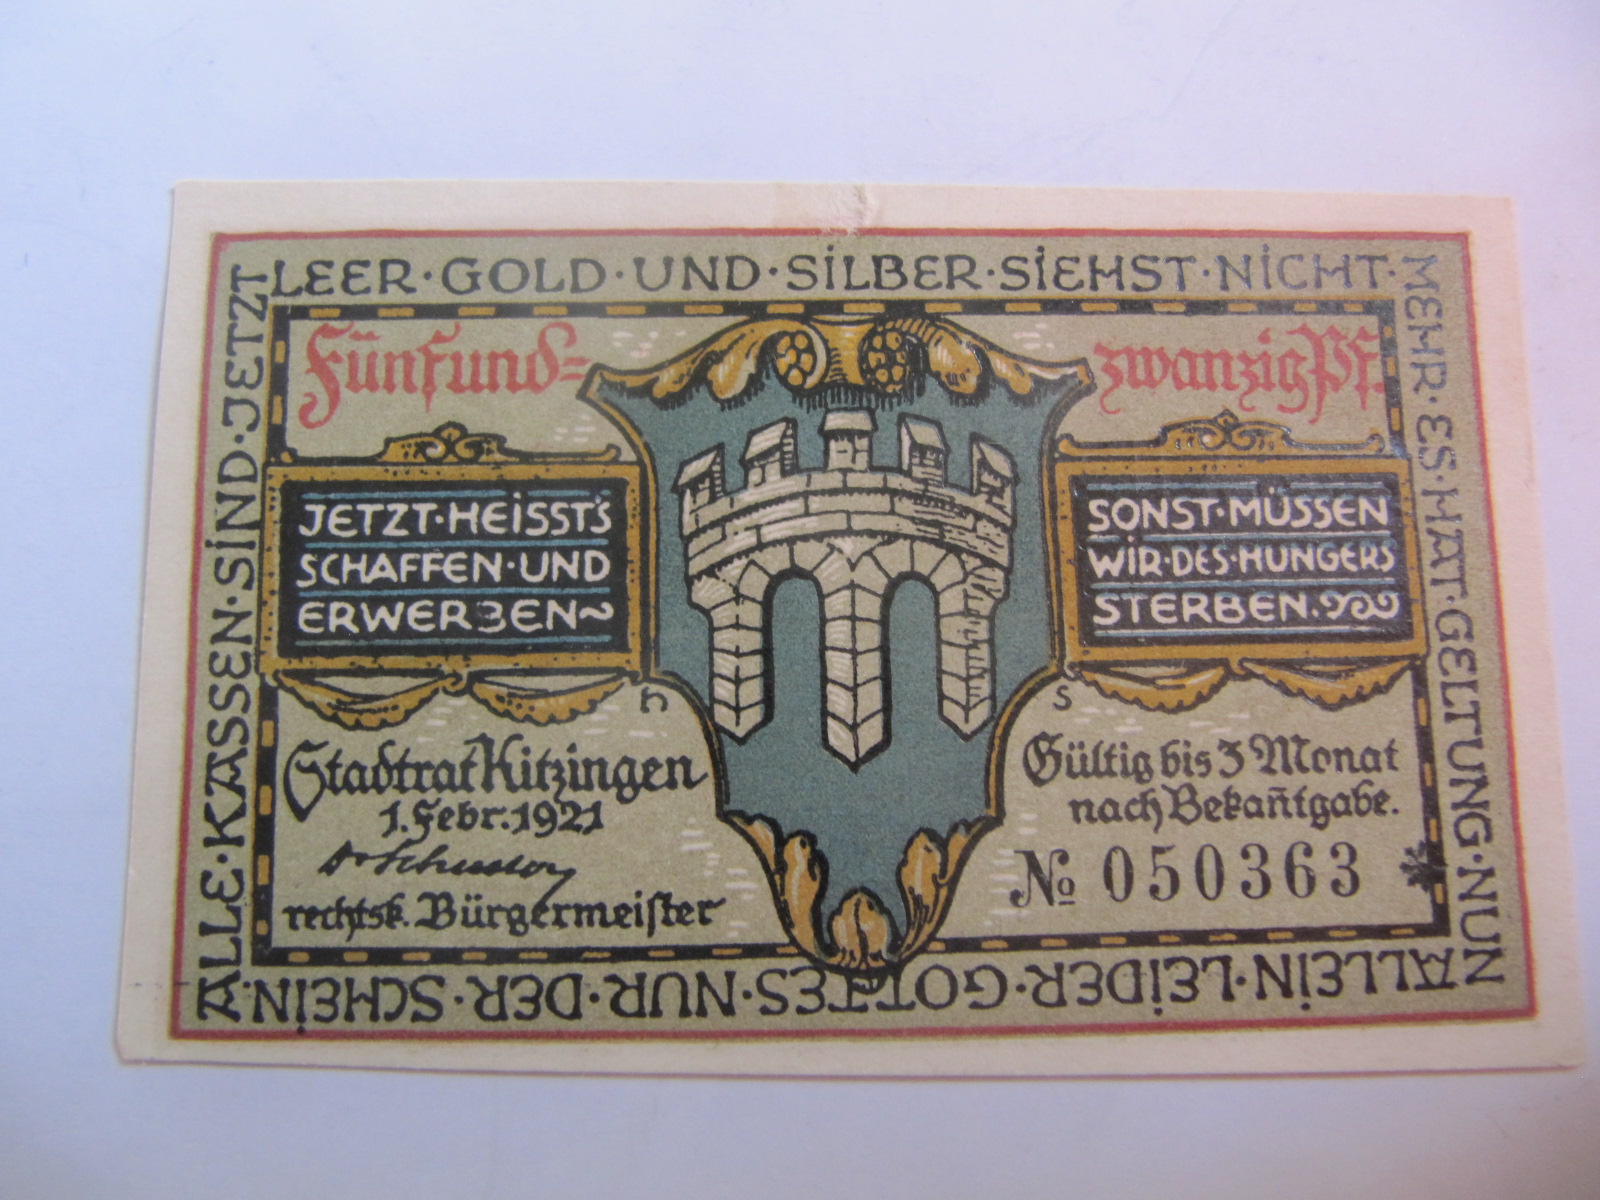 ALLE·KASSEN·SIND·JETZT
LEER·GOLD·UND·SILBER·SIEHST·NICHT·
MEHR·ES·HAT·GELTUNG·NUN
ALLEIN·LEIDER·GOTTES·NUR·DER·SCHEIN.
Fünfund=
zwanzig Pf.
JETZT·HEISST'S
SCHAFFEN·UND
ERWERBEN~
SONST·MÜSSEN
WIR·DES·HUNGERS
STERBEN.
h
S
Stadtrat Kitzingen
1. Febr. 1921
rechtsk. Bürgermeister
Gültig bis 3 Monat
nach Bekañtgabe.
№ 050363